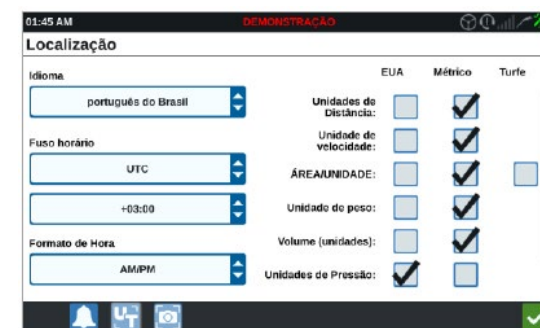 01:45 AM DEMONSTRAÇÃO
Localização
Idioma
português do Brasil
Fuso horário
UTC
+03:00
Formato de Hora
AM/PM
EUA Métrico Turfe
Unidades de
Distância:
Unidade de
velocidade:
ÁREA/UNIDADE:
Unidade de peso:
Volume (unidades):
Unidades de Pressão:
UT